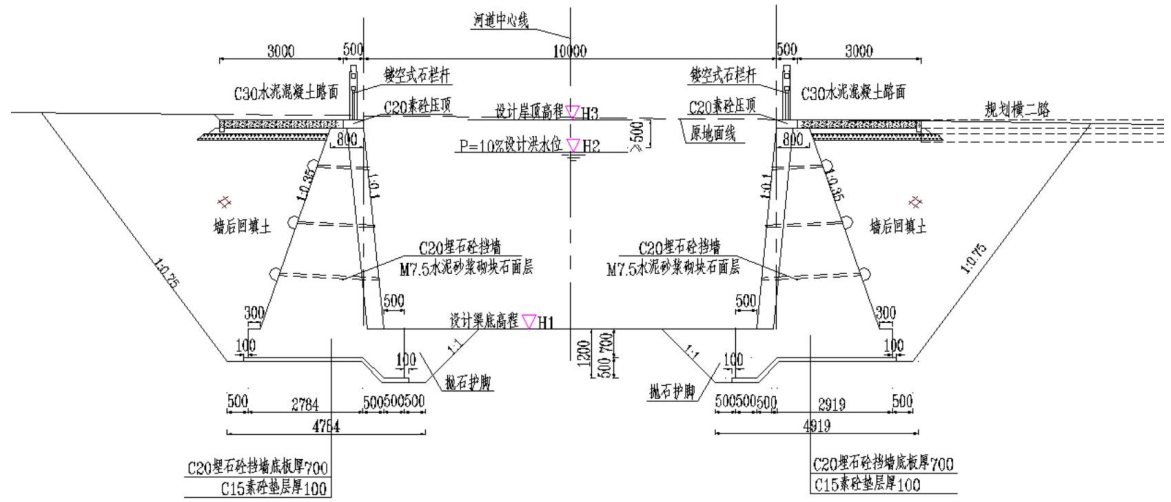 河道中心线
3000
500
10000
500
3000
镂空式石栏杆
镂空式石栏杆
C30水泥混凝土路面
C30水泥混凝土路面
C20素砼压顶
C20素砼压顶
设计岸顶高程
H3
规划横二路
原地面线
≥500
P=10%设计洪水位
H2
800
800
1:0.35
1:0.1
1:0.1
1:0.35
墙后回填土
墙后回填土
C20埋石砼挡墙
M7.5水泥砂浆砌块石面层
C20埋石砼挡墙
M7.5水泥砂浆砌块石面层
1:0.75
1:0.75
500
500
300
300
设计渠底高程
H1
1:1
1:1
1200
700
500
100
100
100
100
抛石护脚
抛石护脚
500
2784
500
500
500
4784
500
500
500
2919
500
4919
C20埋石砼挡墙底板厚700
C15素砼垫层厚100
C20埋石砼挡墙底板厚700
C15素砼垫层厚100